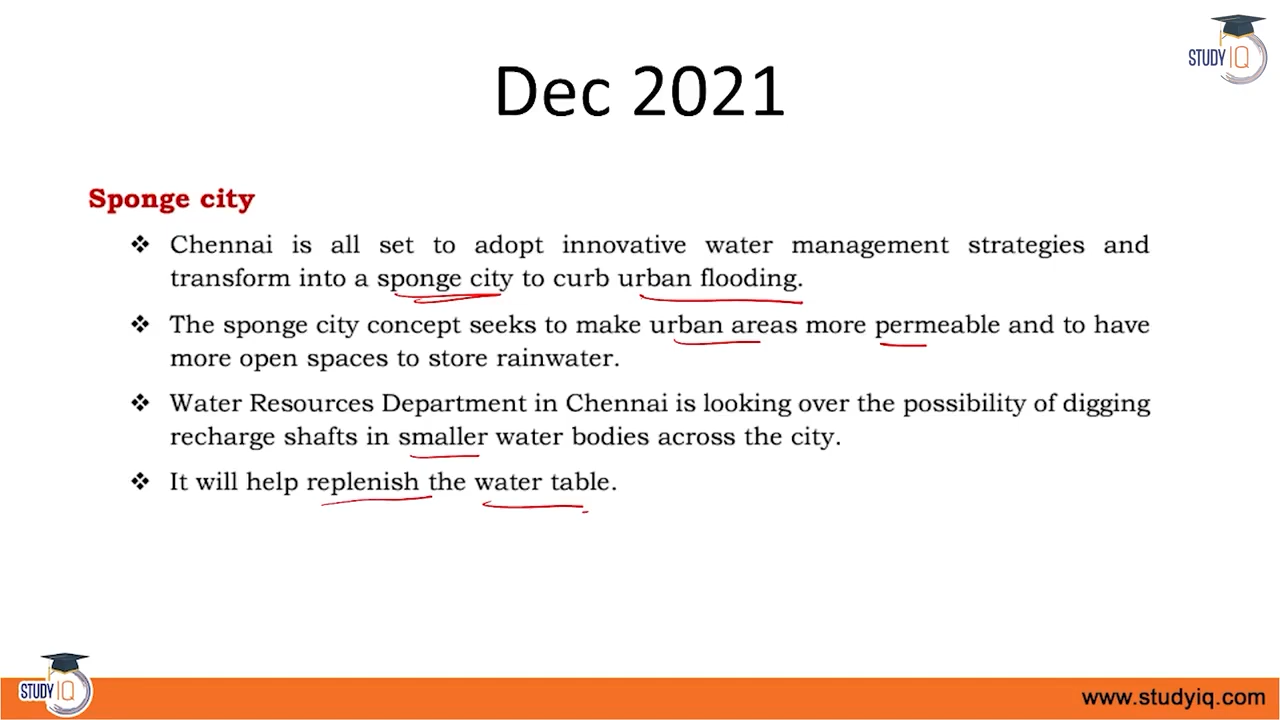 STUDY IQ
Dec 2021
Sponge city
❖ Chennai is all set to adopt innovative water management strategies and
transform into a sponge city to curb urban flooding.
❖ The sponge city concept seeks to make urban areas more permeable and to have
more open spaces to store rainwater.
❖ Water Resources Department in Chennai is looking over the possibility of digging
recharge shafts in smaller water bodies across the city.
❖ It will help replenish the water table.
STUDY IQ
www.studyiq.com